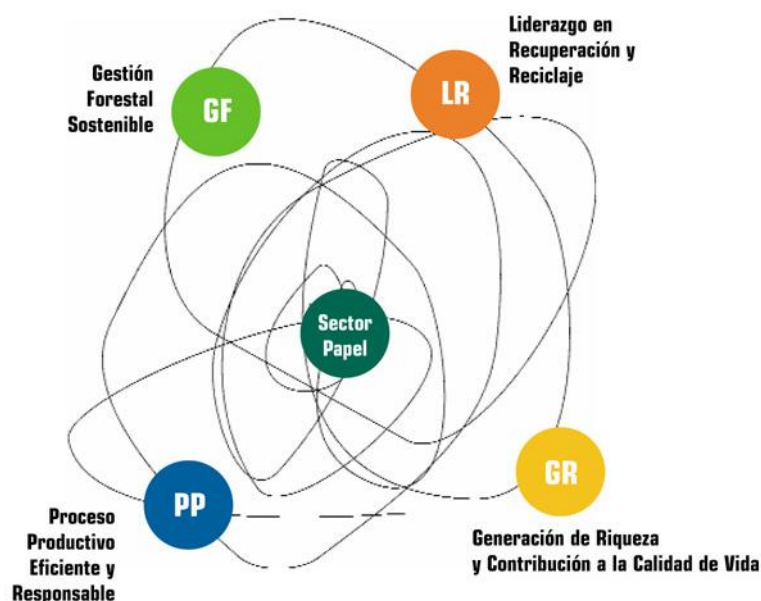 Liderazgo en
Recuperación y
Reciclaje
LR
Gestión
Forestal
Sostenible
GF
Sector
Papel
GR
Generación de Riqueza
y Contribución a la Calidad de Vida
PP
Proceso
Productivo
Eficiente y
Responsable